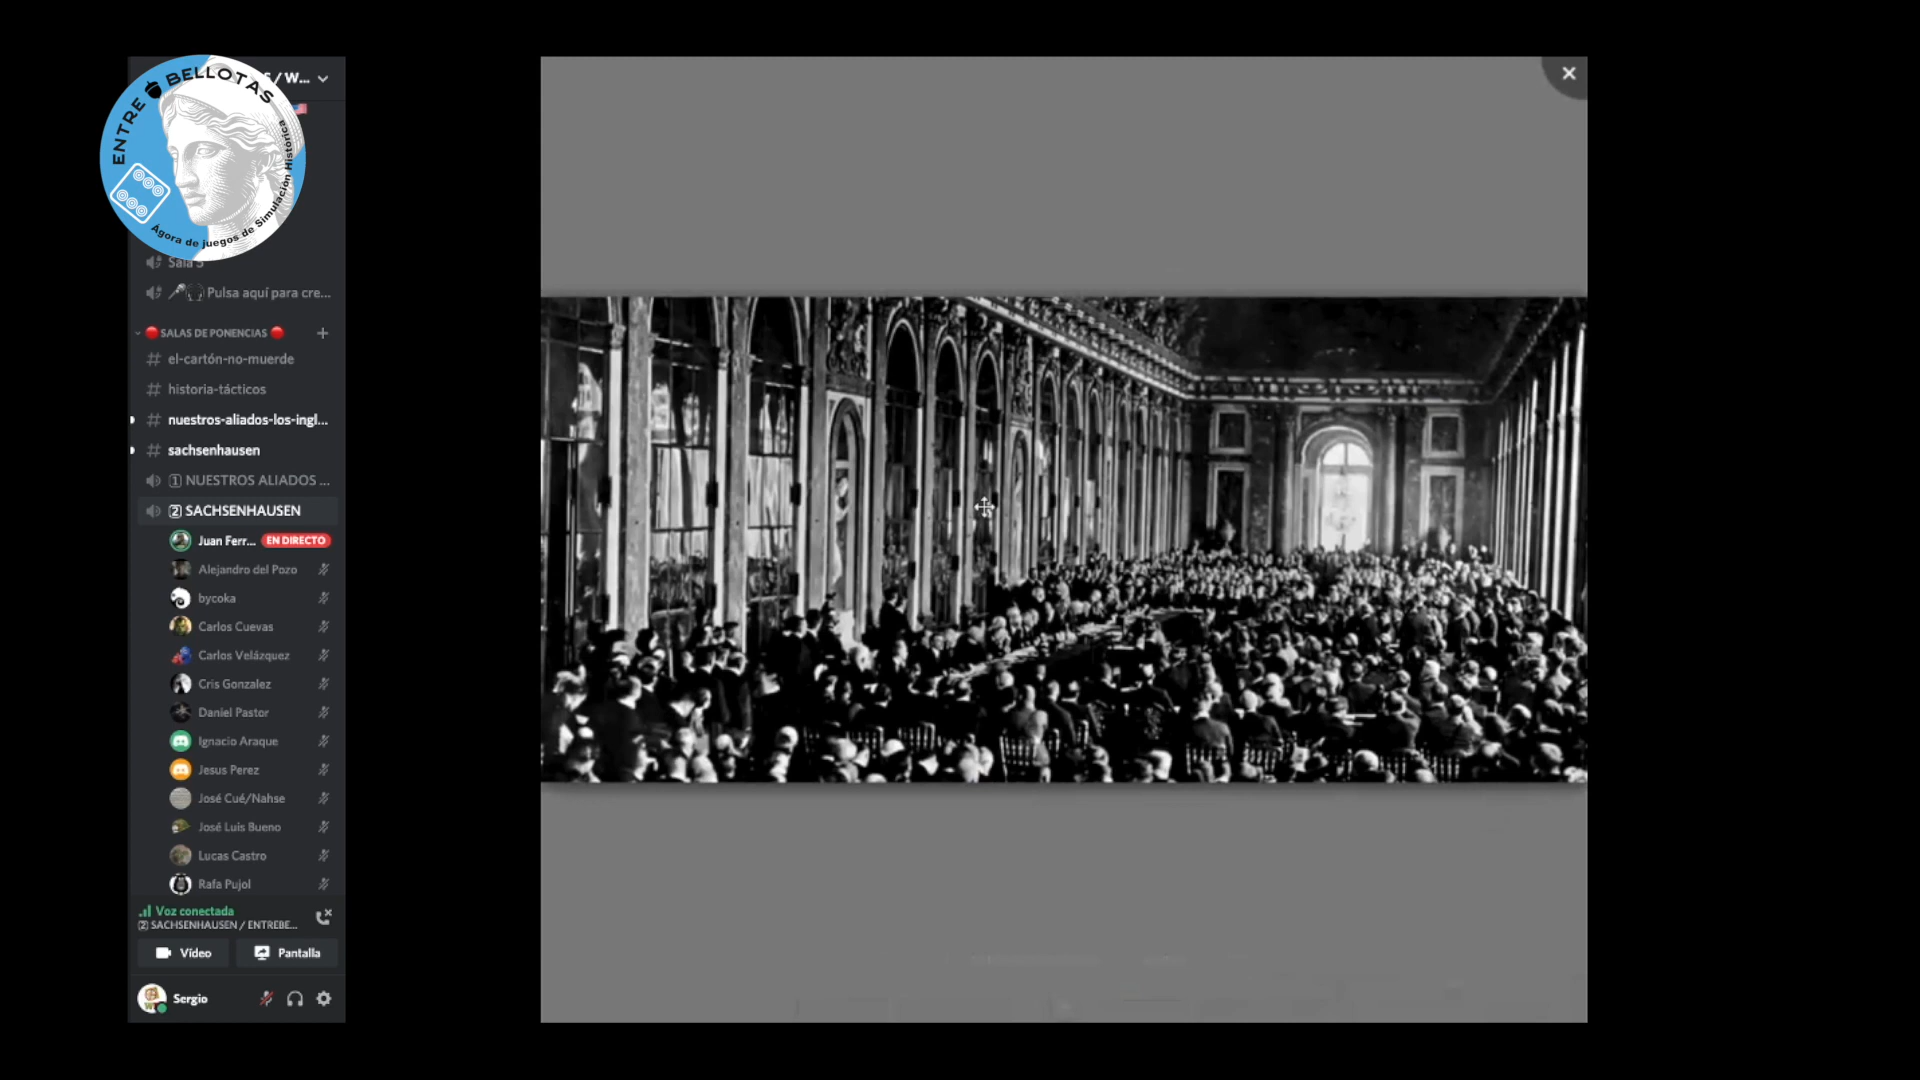 ENTRE BELLOTAS
Ágora de juegos de Simulación Histórica
/ W...
Sala 5
Pulsa aquí para cre...
SALAS DE PONENCIAS
el-cartón-no-muerde
historia-tácticos
nuestros-aliados-los-ingl...
sachsenhausen
1 NUESTROS ALIADOS ...
2 SACHSENHAUSEN
Juan Ferr... EN DIRECTO
Alejandro del Pozo
bycoka
Carlos Cuevas
Carlos Velázquez
Cris Gonzalez
Daniel Pastor
Ignacio Araque
Jesus Perez
José Cué/Nahse
José Luis Bueno
Lucas Castro
Rafa Pujol
Voz conectada
2 SACHSENHAUSEN / ENTREBE...
Vídeo Pantalla
Sergio